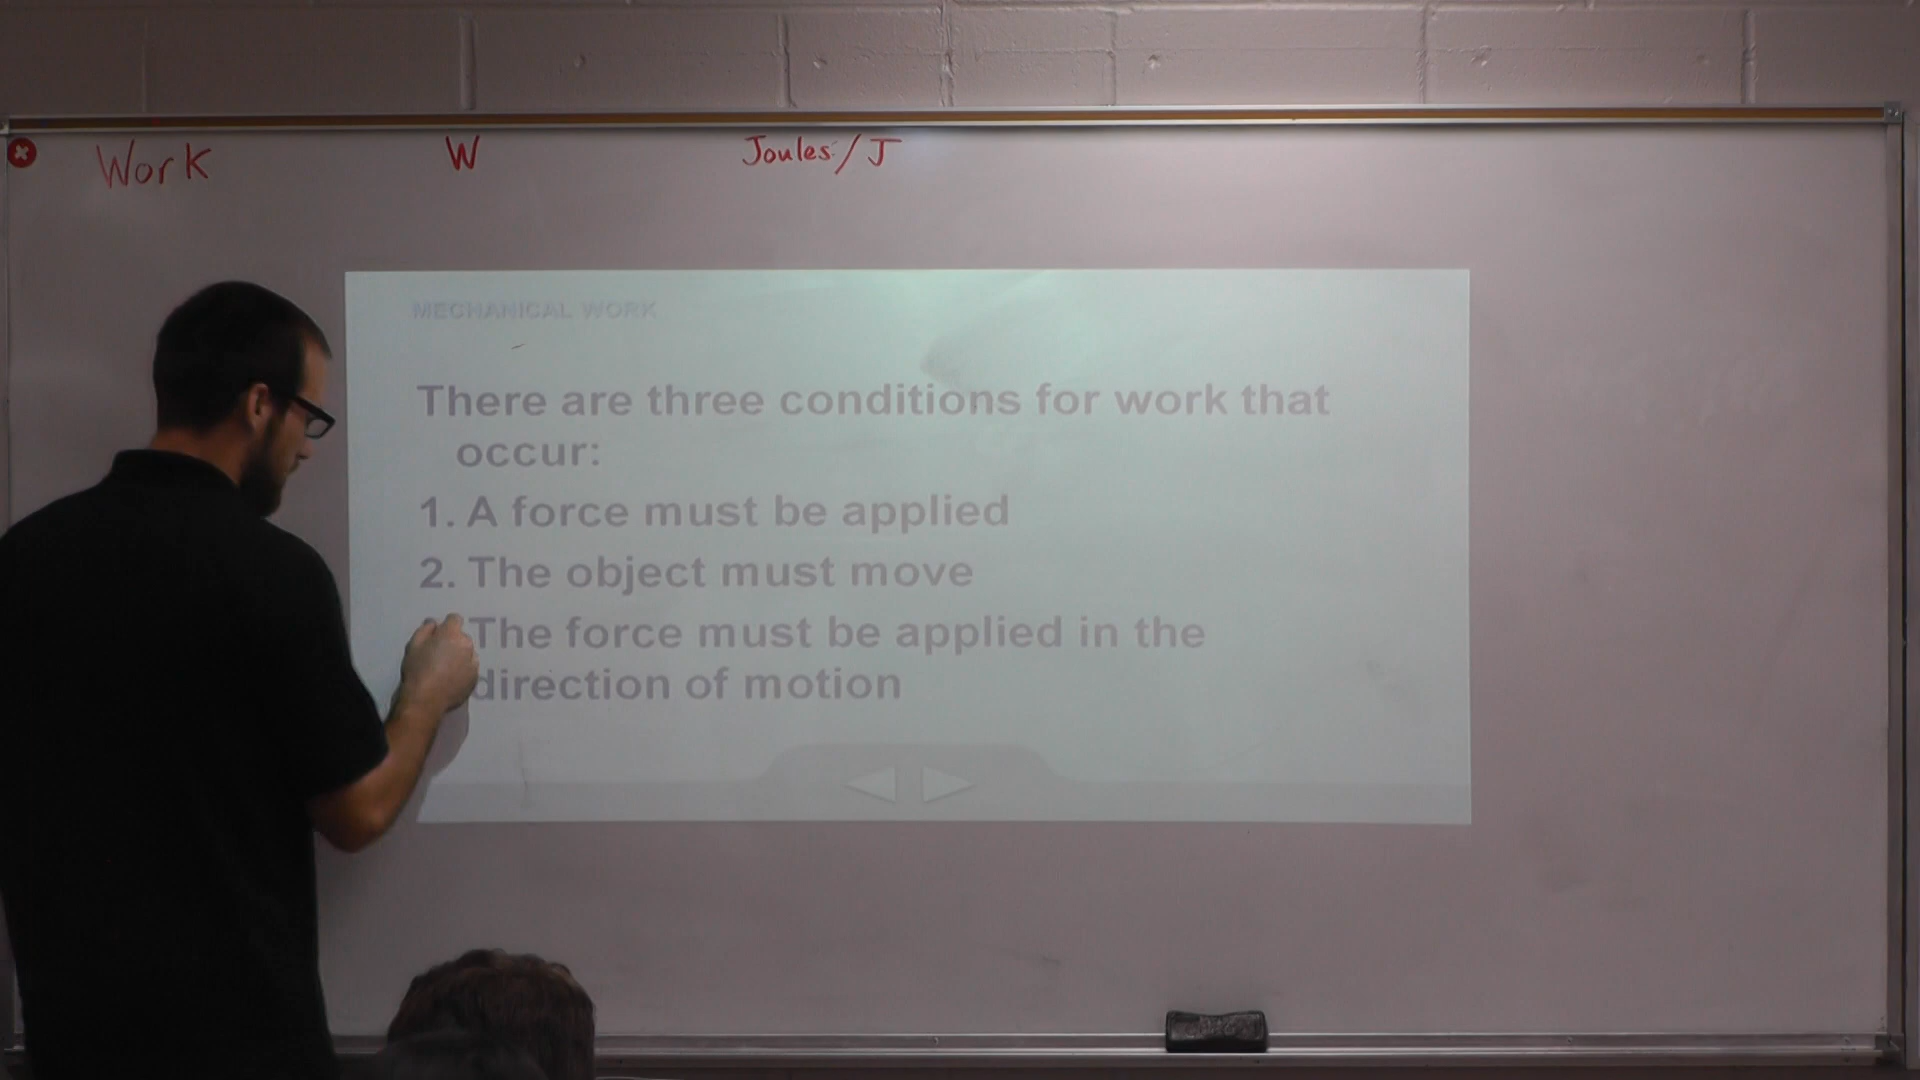 Work W Joules/J
MECHANICAL WORK
There are three conditions for work that
occur:
1. A force must be applied
2. The object must move
The force must be applied in the
direction of motion